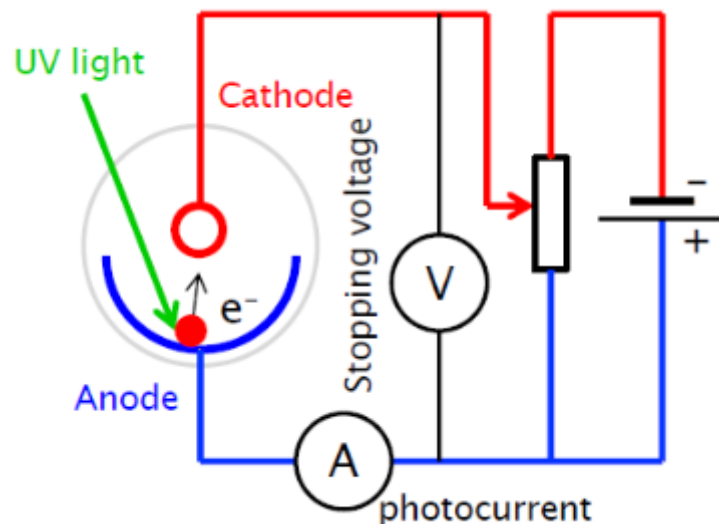 UV light
Cathode
Stopping voltage
V
–
+
e⁻
Anode
A
photocurrent